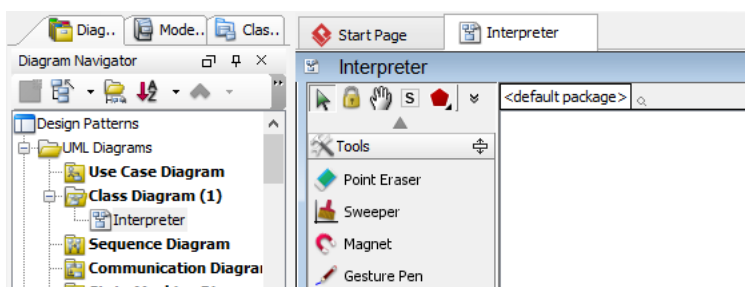 Diag.. Mode.. Clas..
Diagram Navigator
Design Patterns
UML Diagrams
Use Case Diagram
Class Diagram (1)
Interpreter
Sequence Diagram
Communication Diagra
Start Page Interpreter
Interpreter
S
<default package>
Tools
Point Eraser
Sweeper
Magnet
Gesture Pen